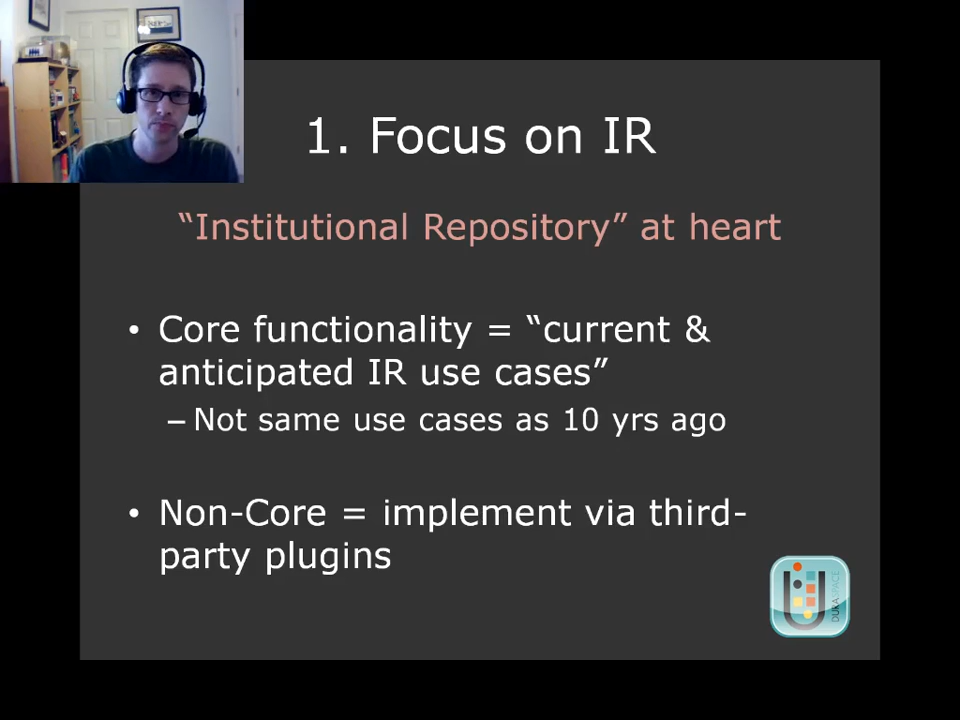 1. Focus on IR
“Institutional Repository” at heart
• Core functionality = “current &
anticipated IR use cases”
– Not same use cases as 10 yrs ago
• Non-Core = implement via third-
party plugins
DURASPACE